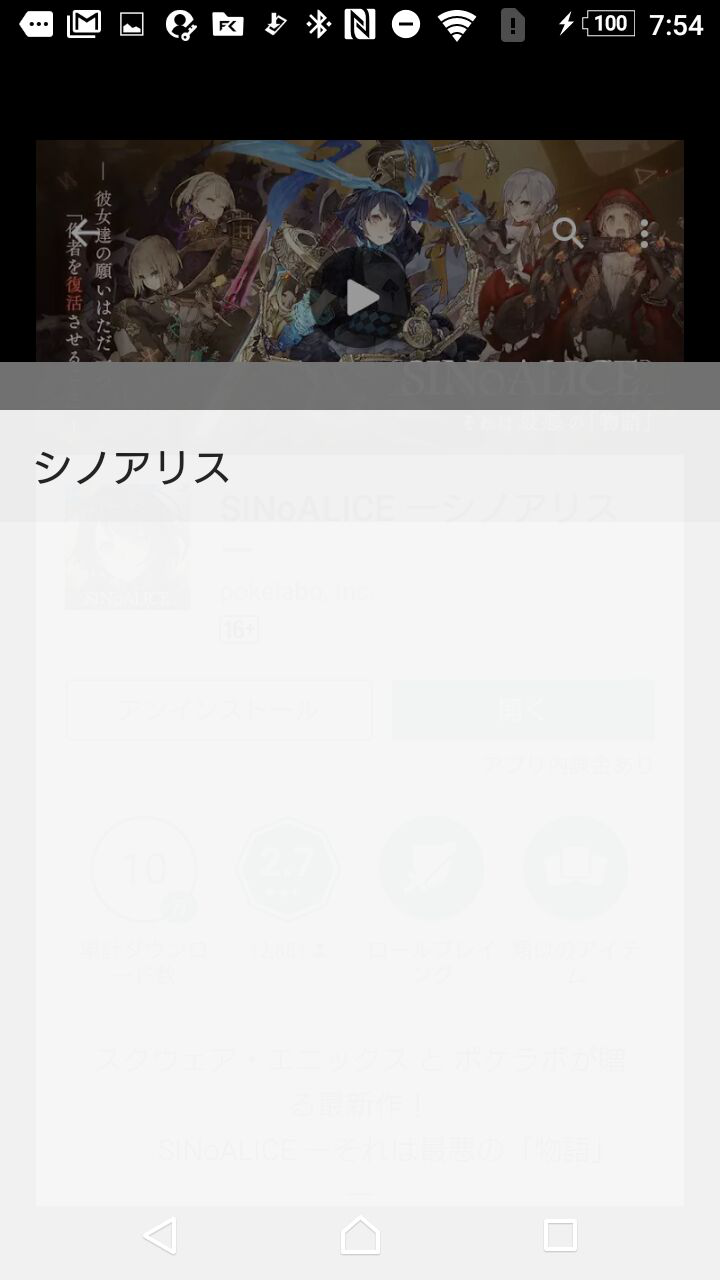 100 7:54
―彼女達の願いはただ一つ
「作者を復活させる
SINoALICE
それは最悪の「物語」
シノアリス
SINoALICE ーシノアリス
ー
SINoALICE
pokelabo, Inc.
16+
アンインストール
開く
アプリ内課金あり
10
万
2.7
累計ダウンロ
ード数
ロールプレイ
ング
類似のアイテ
ム
スクウェア・エニックス と ポケラボが贈
る最新作！
SINoALICE ーそれは最悪の「物語」
ー